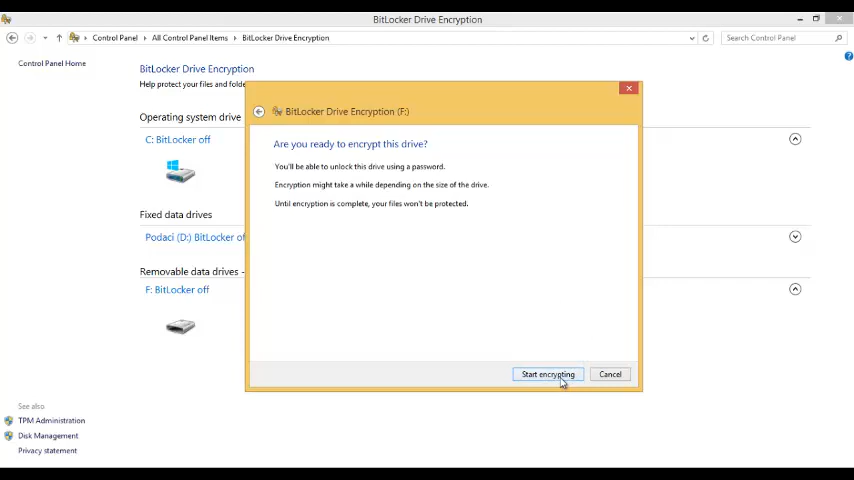 BitLocker Drive Encryption
Control Panel
All Control Panel Items
BitLocker Drive Encryption
Search Control Panel
Control Panel Home
BitLocker Drive Encryption
Help protect your files and folde
Operating system drive
C: BitLocker off
Fixed data drives
Podaci (D:) BitLocker of
Removable data drives -
F: BitLocker off
BitLocker Drive Encryption (F:)
Are you ready to encrypt this drive?
You'll be able to unlock this drive using a password.
Encryption might take a while depending on the size of the drive.
Until encryption is complete, your files won't be protected.
Start encrypting
Cancel
See also
TPM Administration
Disk Management
Privacy statement